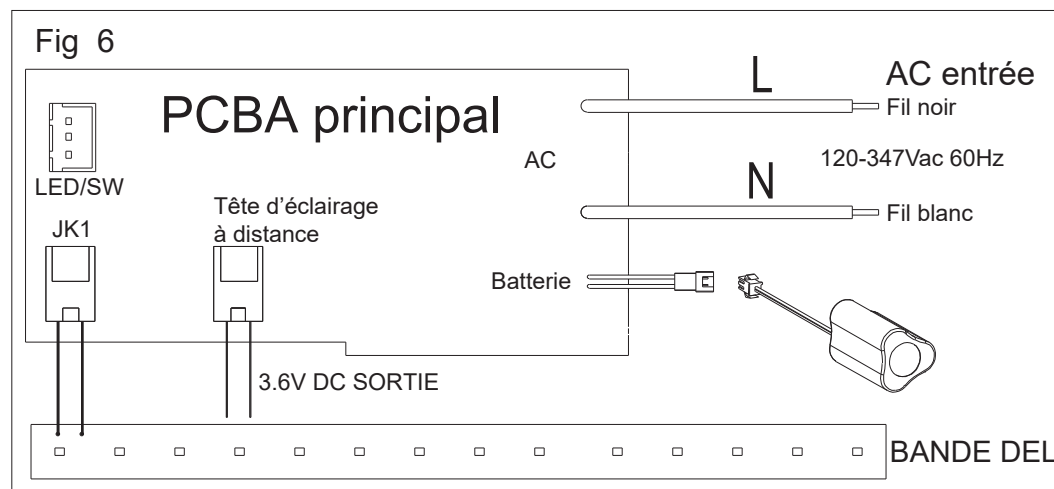 Fig 6
PCBA principal
L
AC entrée
Fil noir
LED/SW
AC
120-347Vac 60Hz
N
Fil blanc
JK1
Tête d’éclairage
à distance
Batterie
3.6V DC SORTIE
BANDE DEL